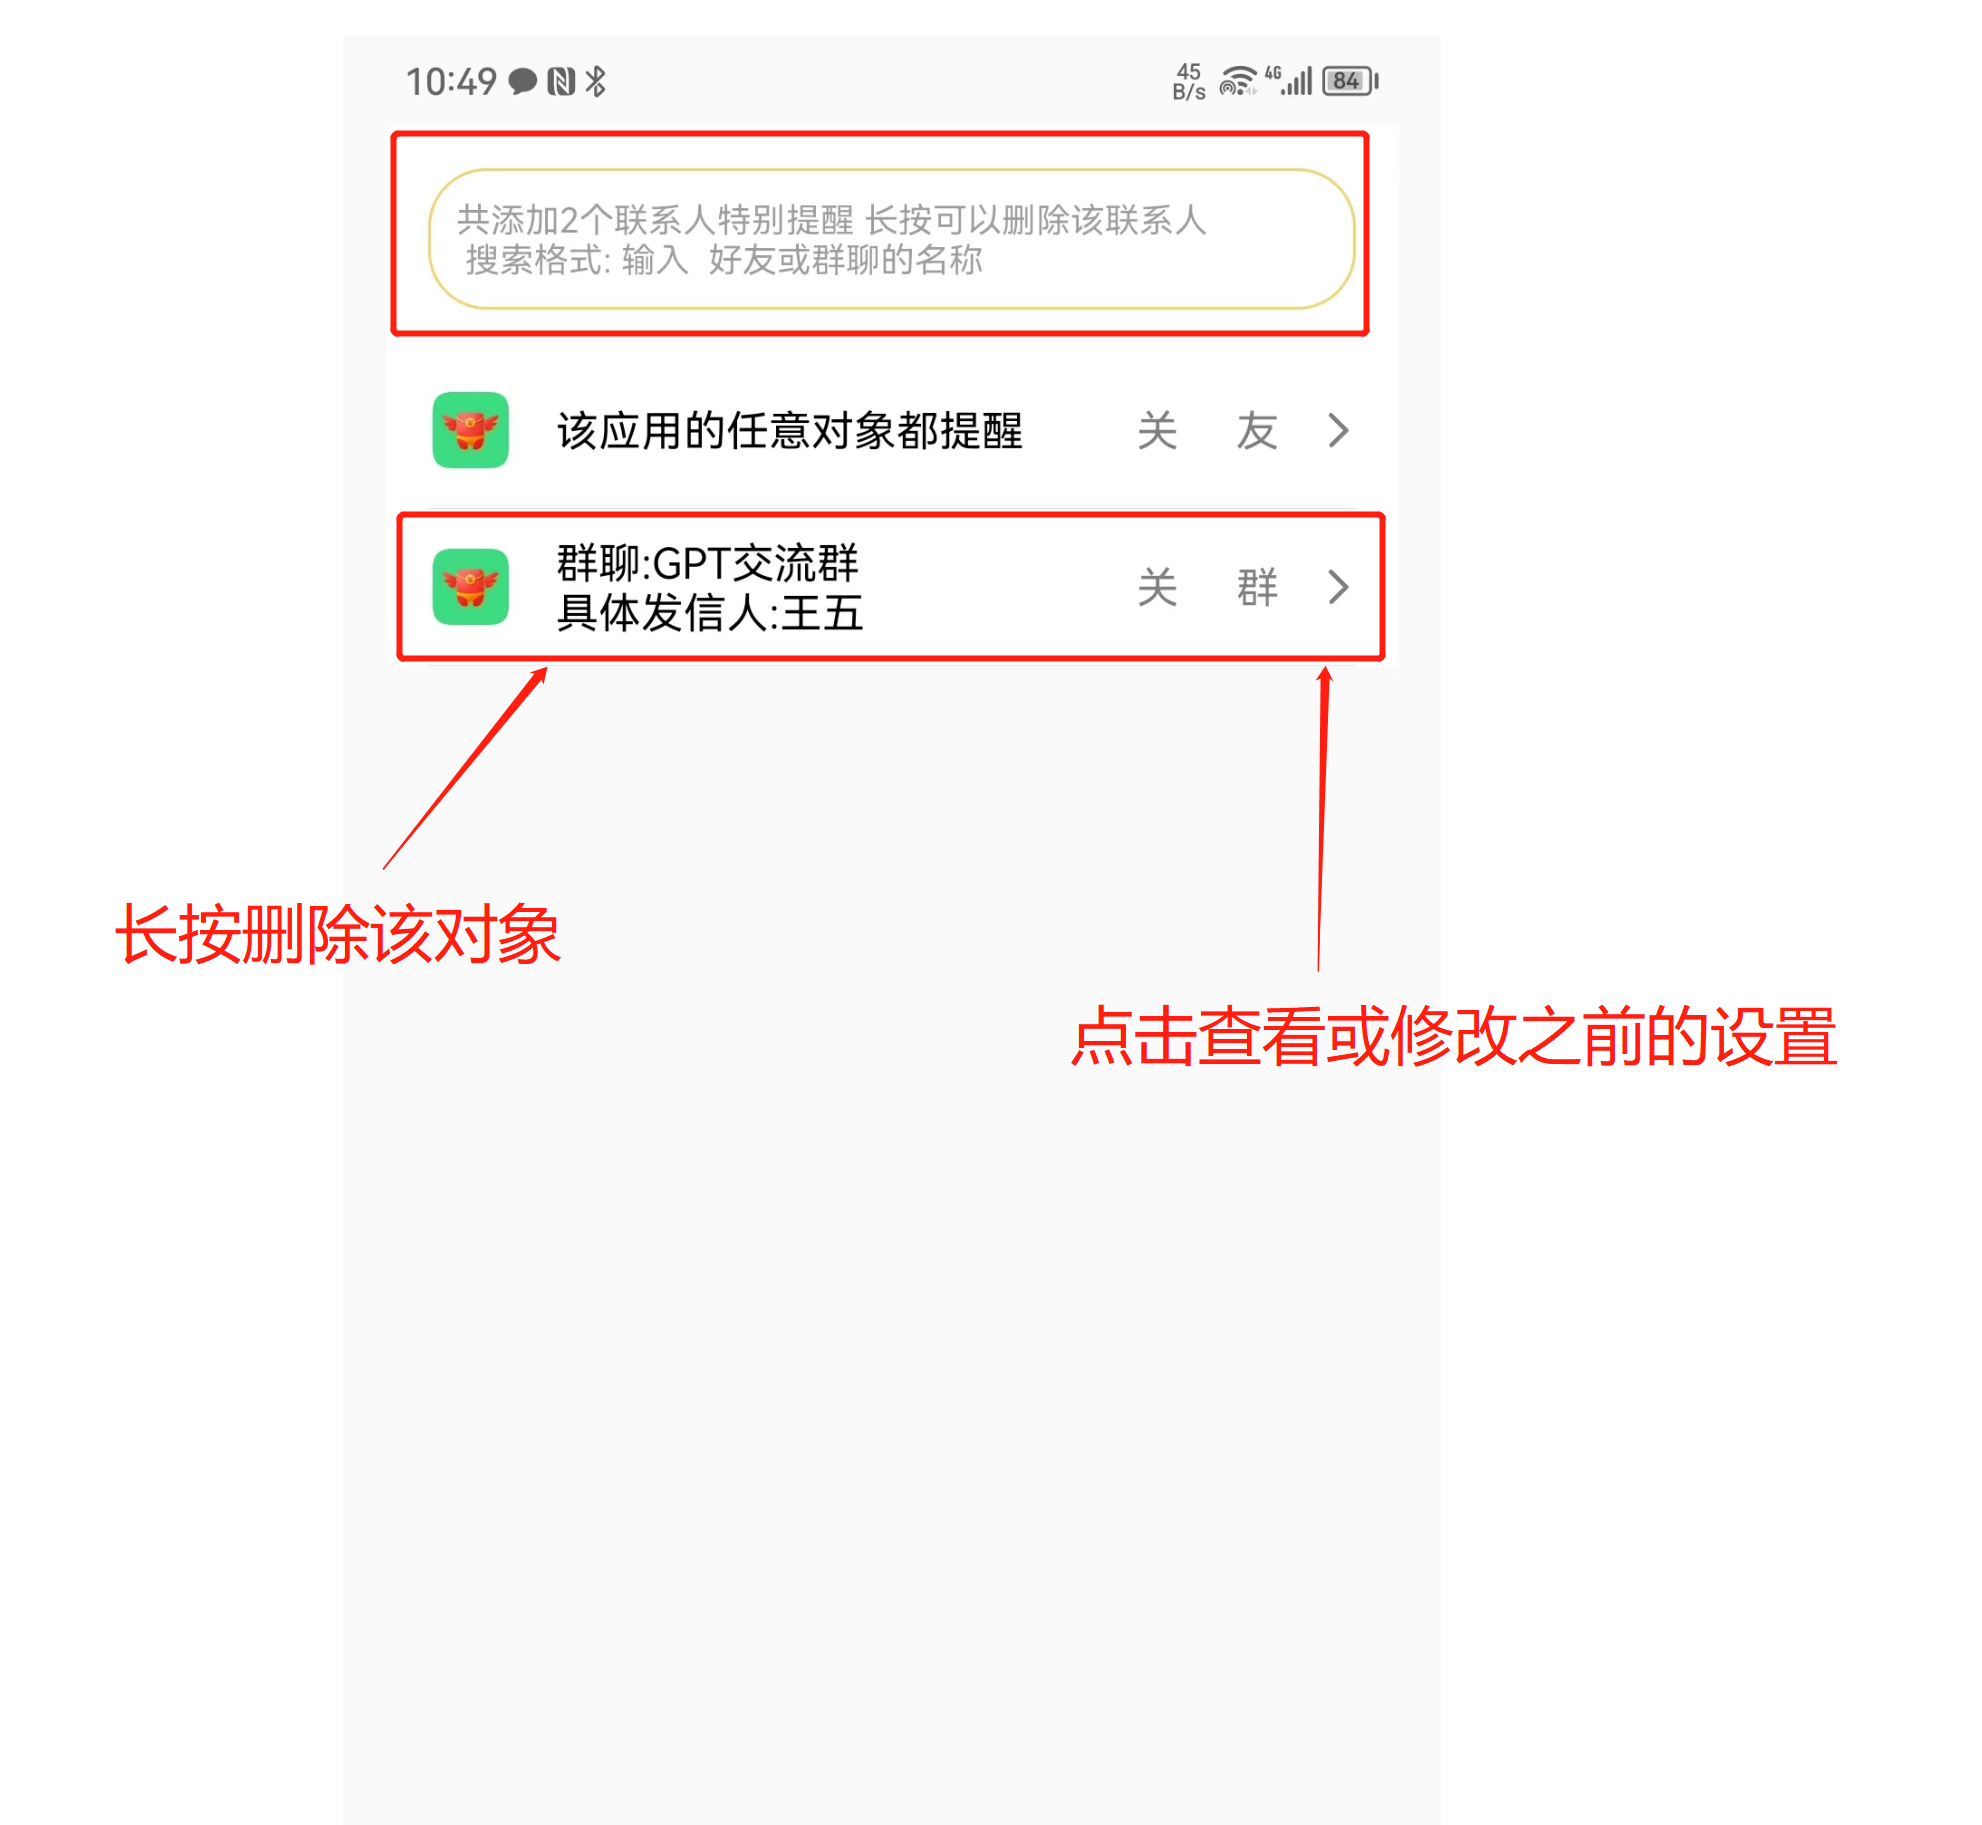 10:49
45
B/s
4G
84
共添加2个联系人特别提醒 长按可以删除该联系人
搜索格式: 输入  好友或群聊的名称
该应用的任意对象都提醒 关 友
群聊:GPT交流群
具体发信人:王五
关 群
长按删除该对象
点击查看或修改之前的设置